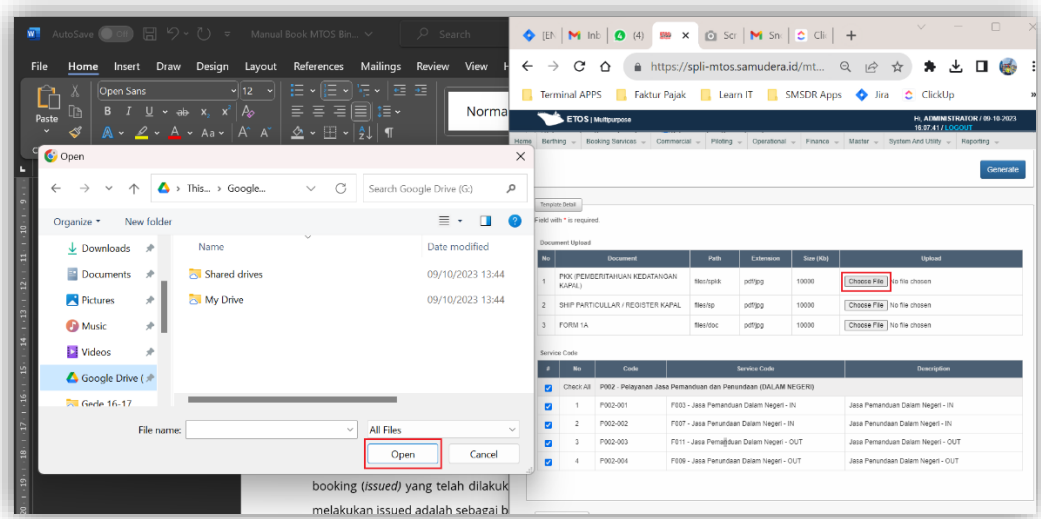 AutoSave Off Manual Book MTOS Bin... Search
File Home Insert Draw Design Layout References Mailings Review View H
Paste
Open Sans 12
B I U ab x₂ x² A
A Aa A A
Norma
Open
This... › Google... Search Google Drive (G:)
Organize New folder
Name Date modified
Downloads
Documents
Pictures
Music
Videos
Google Drive (
Gede 16-17
Shared drives 09/10/2023 13:44
My Drive 09/10/2023 13:44
File name: All Files
Open Cancel
booking (issued) yang telah dilakuk
melakukan issued adalah sebagai b
[EN Inb (4) Scr Sni Cli
https://spli-mtos.samudera.id/mt...
Terminal APPS Faktur Pajak Learn IT SMSDR Apps Jira ClickUp
ETOS | Multipurpose
Hi, ADMINISTRATOR / 09-10-2023
16:07:41 / LOGOUT
Home Berthing Booking Services Commercial Piloting Operational Finance Master System And Utility Reporting
Generate
Template Detail
Field with * is required.
Document Upload
No Document Path Extension Size (Kb) Upload
1 PKK (PEMBERITAHUAN KEDATANGAN KAPAL) files/spkk pdf/jpg 10000 Choose File No file chosen
2 SHIP PARTICULLAR / REGISTER KAPAL files/sp pdf/jpg 10000 Choose File No file chosen
3 FORM 1A files/doc pdf/jpg 10000 Choose File No file chosen
Service Code
# No Code Service Code Description
Check All P002 - Pelayanan Jasa Pemanduan dan Penundaan (DALAM NEGERI)
1 P002-001 F003 - Jasa Pemanduan Dalam Negeri - IN Jasa Pemanduan Dalam Negeri - IN
2 P002-002 F007 - Jasa Penundaan Dalam Negeri - IN Jasa Penundaan Dalam Negeri - IN
3 P002-003 F011 - Jasa Pemanduan Dalam Negeri - OUT Jasa Pemanduan Dalam Negeri - OUT
4 P002-004 F009 - Jasa Penundaan Dalam Negeri - OUT Jasa Penundaan Dalam Negeri - OUT